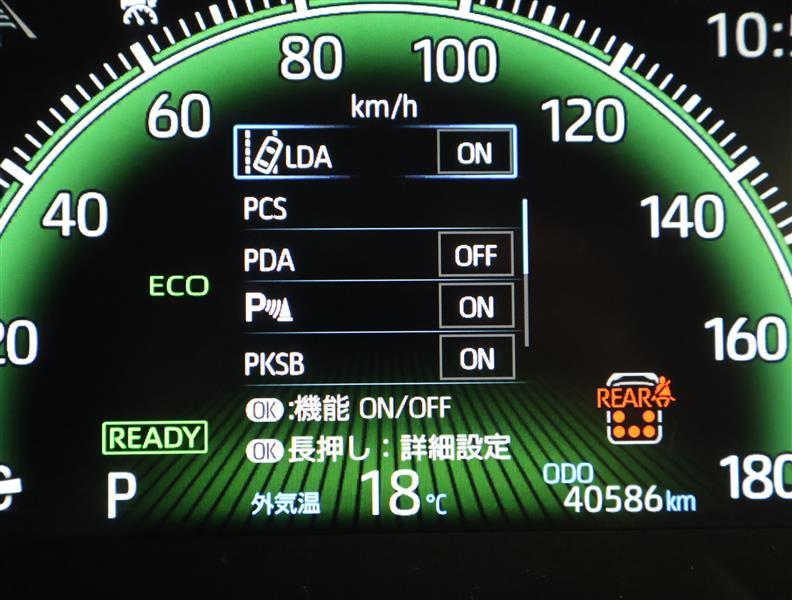 80 100
10:5
km/h
60 120
LDA ON
40 PCS 140
PDA OFF
ECO
P ON
20 160
PKSB ON
REAR
OK:機能 ON/OFF
READY OK長押し:詳細設定
P 外気温 18℃ ODO 180
40586km